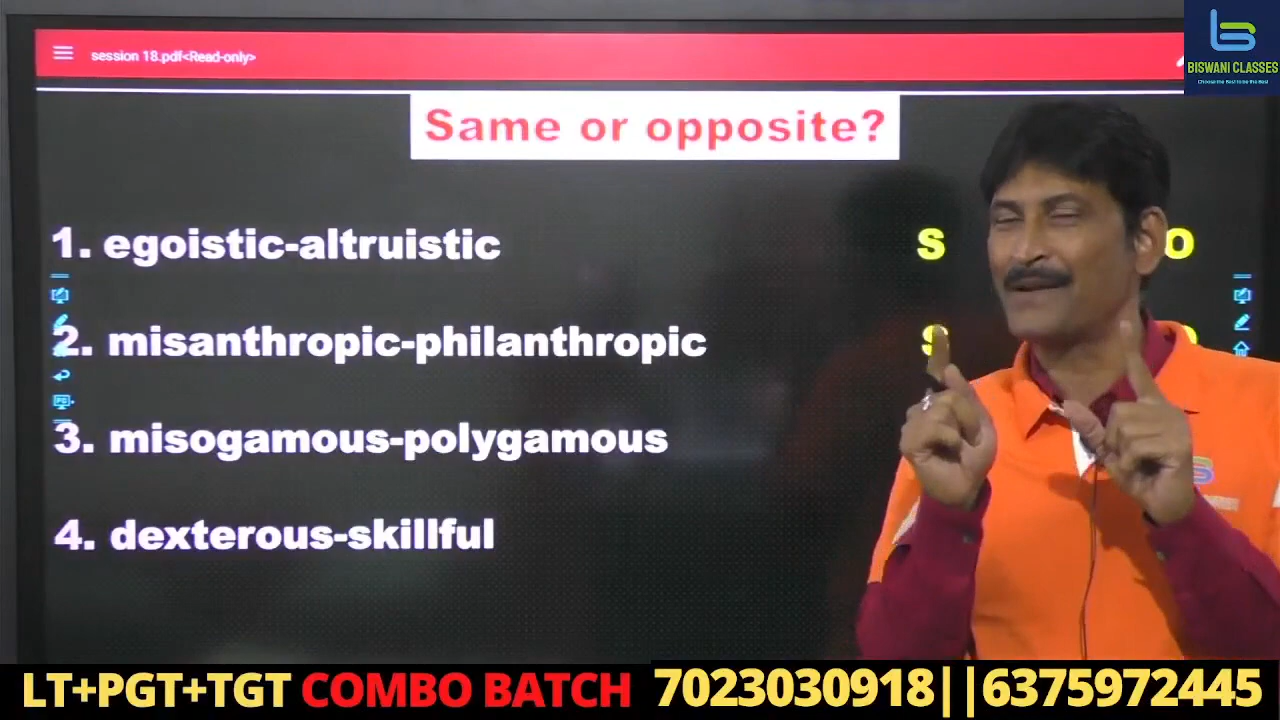 session 18.pdf<Read-only>
BISWANI CLASSES
Same or opposite?
1. egoistic-altruistic S O
2. misanthropic-philanthropic S
3. misogamous-polygamous
4. dexterous-skillful
LT+PGT+TGT COMBO BATCH 7023030918||6375972445